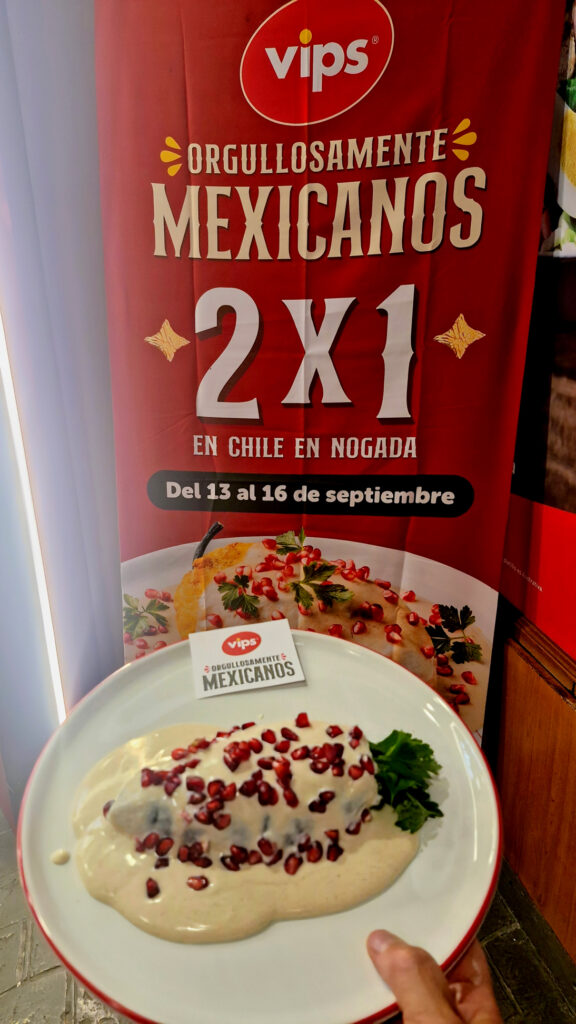 vips®
ORGULLOSAMENTE
MEXICANOS
2X1
EN CHILE EN NOGADA
Del 13 al 16 de septiembre
vips
ORGULLOSAMENTE
MEXICANOS